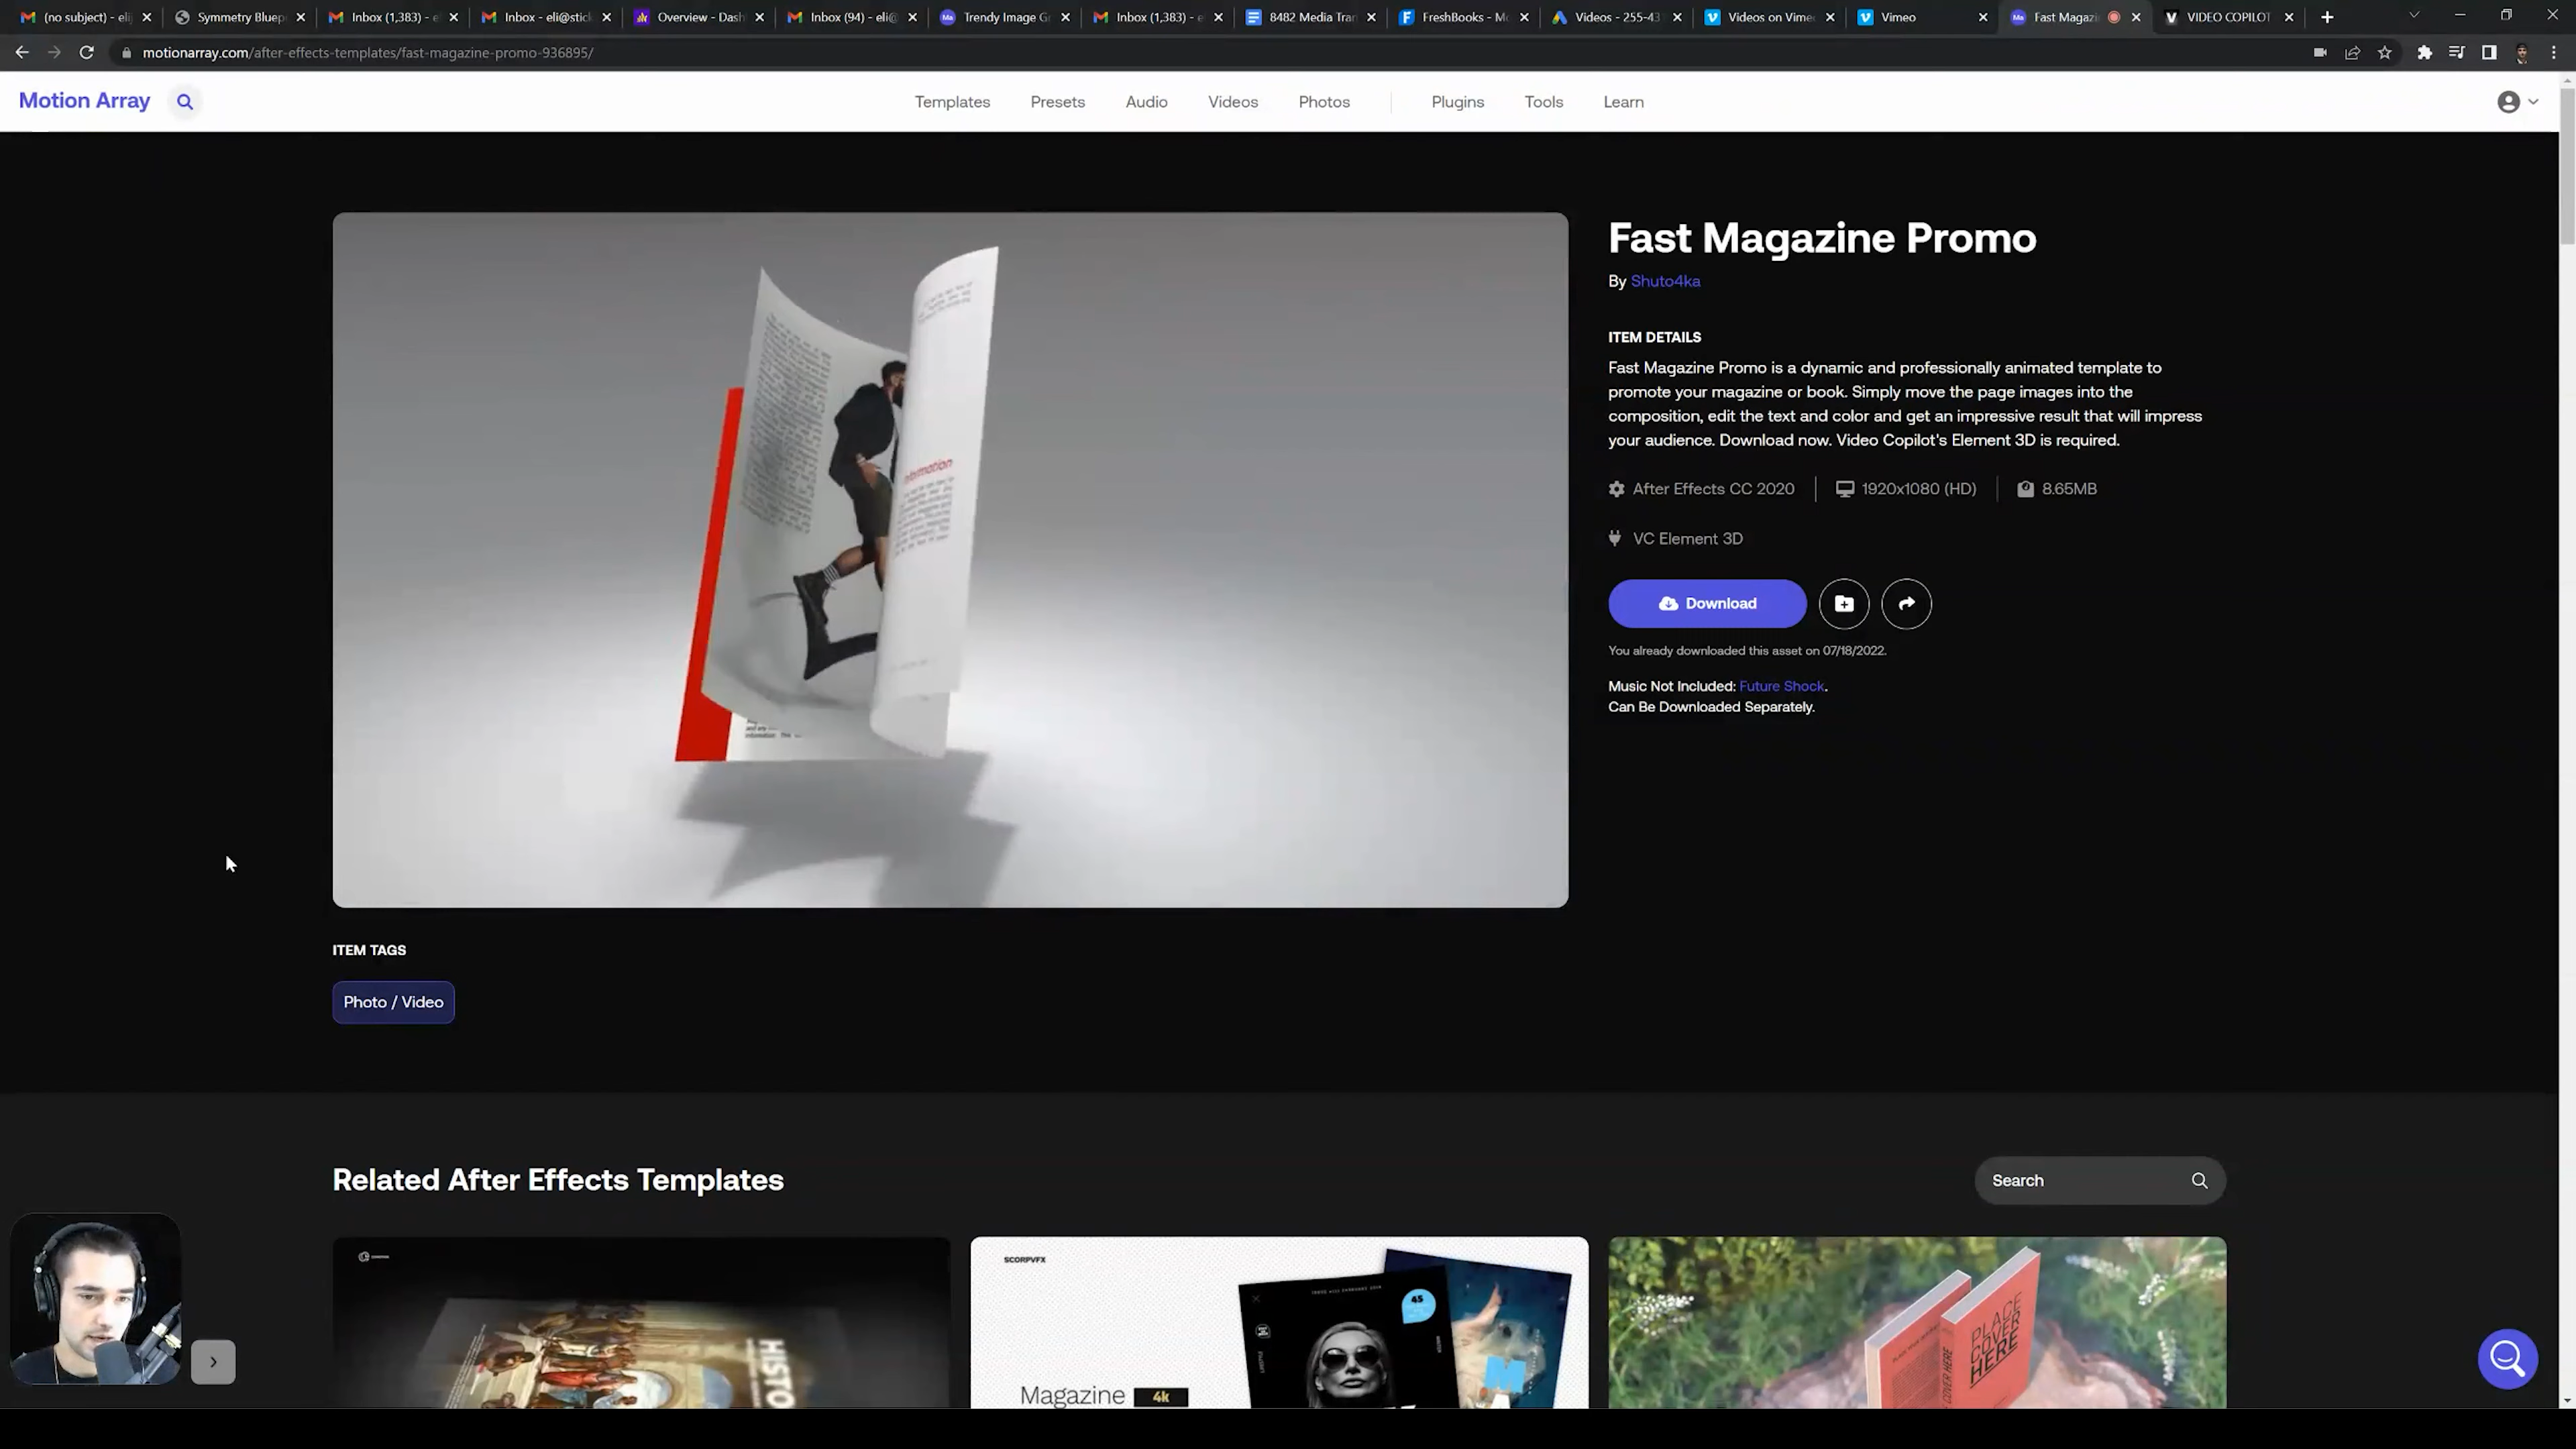 (no subject) - eli
Symmetry Bluep
Inbox (1,383) - e
Inbox - eli@stick
Overview - Dash
Inbox (94) - eli@
Trendy Image Gr
Inbox (1,383) - e
8482 Media Tran
FreshBooks - Mo
Videos - 255-43
Videos on Vimeo
Vimeo
Fast Magazi
VIDEO COPILOT
motionarray.com/after-effects-templates/fast-magazine-promo-936895/
Motion Array
Templates
Presets
Audio
Videos
Photos
Plugins
Tools
Learn
Fast Magazine Promo
By Shuto4ka
ITEM DETAILS
Fast Magazine Promo is a dynamic and professionally animated template to
promote your magazine or book. Simply move the page images into the
composition, edit the text and color and get an impressive result that will impress
your audience. Download now. Video Copilot's Element 3D is required.
After Effects CC 2020
1920x1080 (HD)
8.65MB
VC Element 3D
Download
You already downloaded this asset on 07/18/2022.
Music Not Included: Future Shock.
Can Be Downloaded Separately.
ITEM TAGS
Photo / Video
Related After Effects Templates
Search
HISTO
SCORPVFX
Magazine 4k
45
PLACE
COVER
HERE